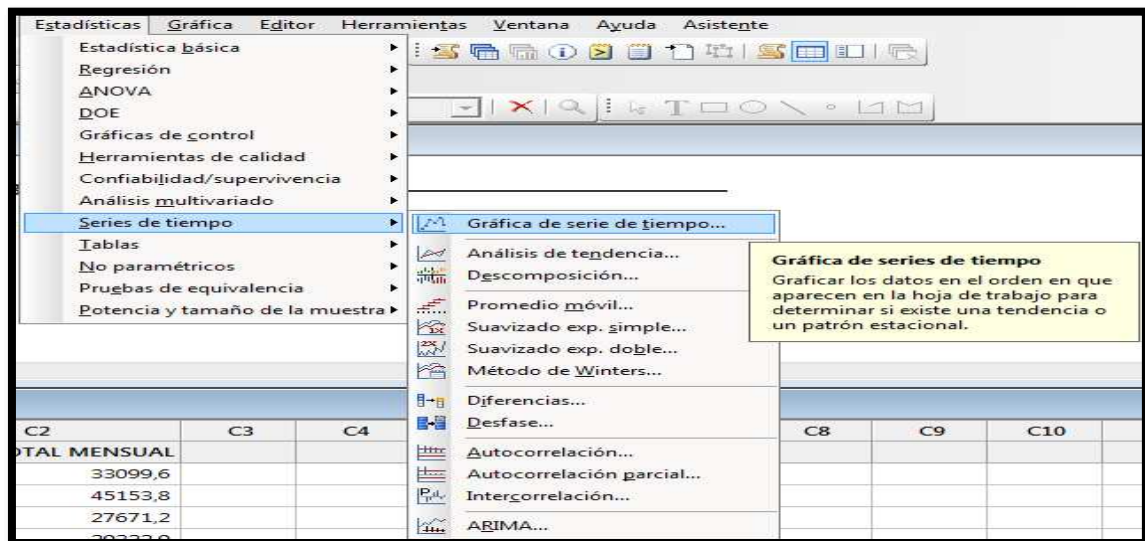 Estadísticas Gráfica Editor Herramientas Ventana Ayuda Asistente
Estadística básica
Regresión
ANOVA
DOE
Gráficas de control
Herramientas de calidad
Confiabilidad/supervivencia
Análisis multivariado
Series de tiempo
Tablas
No paramétricos
Pruebas de equivalencia
Potencia y tamaño de la muestra
Gráfica de serie de tiempo...
Análisis de tendencia...
Descomposición...
Promedio móvil...
Suavizado exp. simple...
Suavizado exp. doble...
Método de Winters...
Diferencias...
Desfase...
Autocorrelación...
Autocorrelación parcial...
Intercorrelación...
ARIMA...
Gráfica de series de tiempo
Graficar los datos en el orden en que
aparecen en la hoja de trabajo para
determinar si existe una tendencia o
un patrón estacional.
C2 C3 C4 C8 C9 C10
OTAL MENSUAL
33099,6
45153,8
27671,2